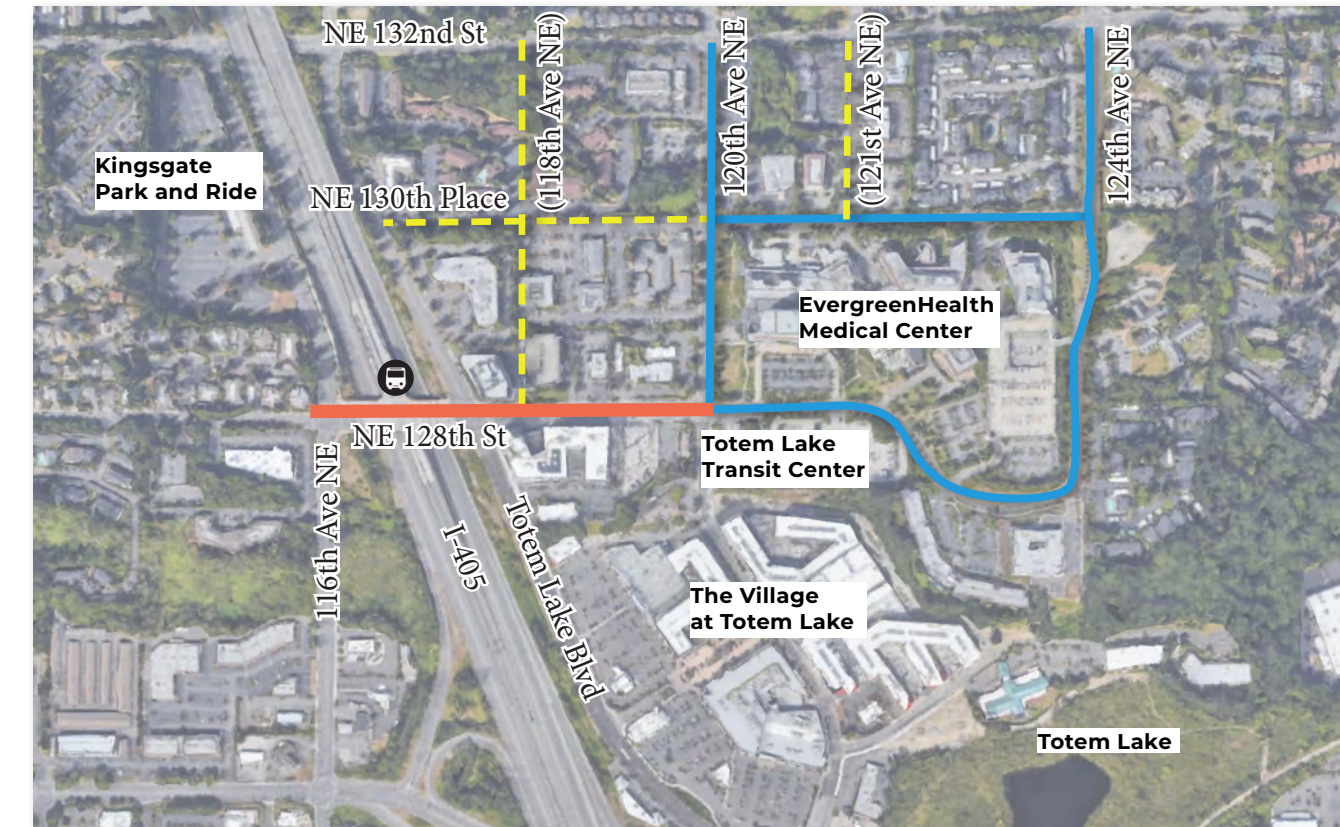 NE 132nd St
(118th Ave NE)
120th Ave NE
(121st Ave NE)
124th Ave NE
Kingsgate
Park and Ride
NE 130th Place
EvergreenHealth
Medical Center
NE 128th St
Totem Lake
Transit Center
116th Ave NE
I-405
Totem Lake Blvd
The Village
at Totem Lake
Totem Lake